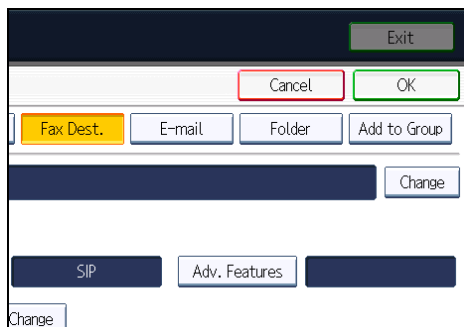 Exit
Cancel OK
Fax Dest. E-mail Folder Add to Group
Change
SIP Adv. Features
Change